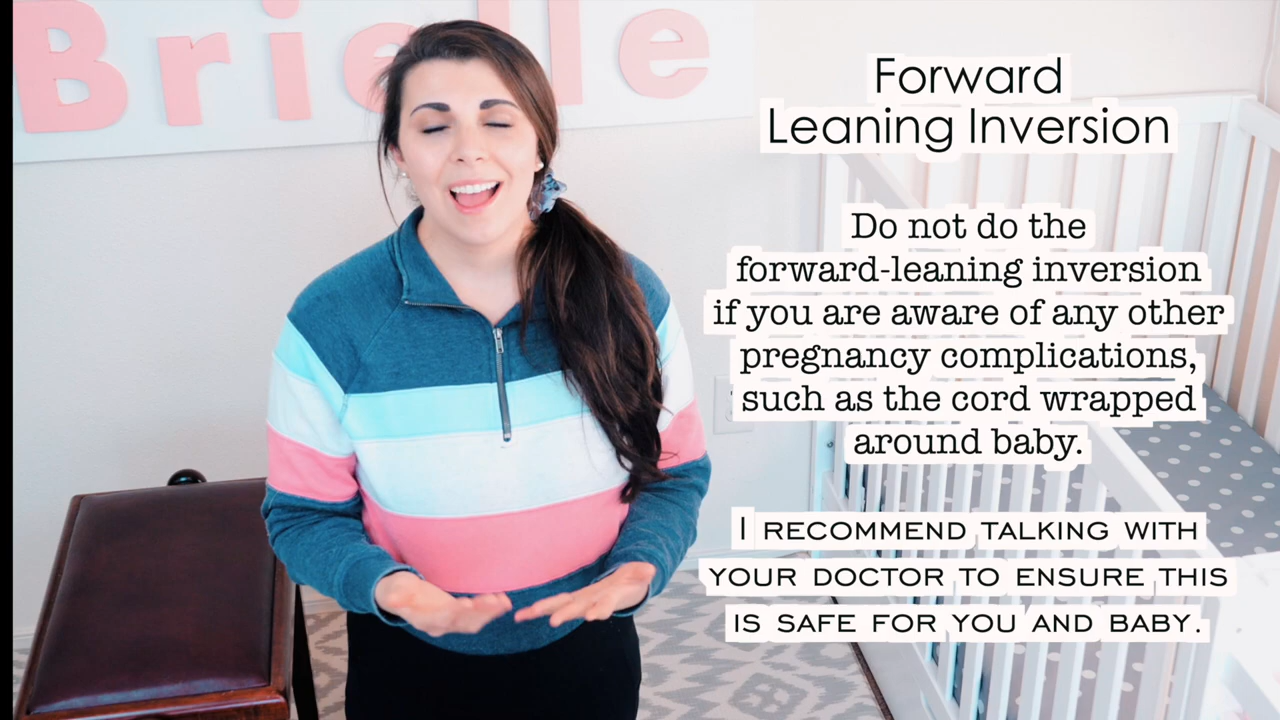 Brielle
Forward
Leaning Inversion
Do not do the
forward-leaning inversion
if you are aware of any other
pregnancy complications,
such as the cord wrapped
around baby.
I RECOMMEND TALKING WITH
YOUR DOCTOR TO ENSURE THIS
IS SAFE FOR YOU AND BABY.